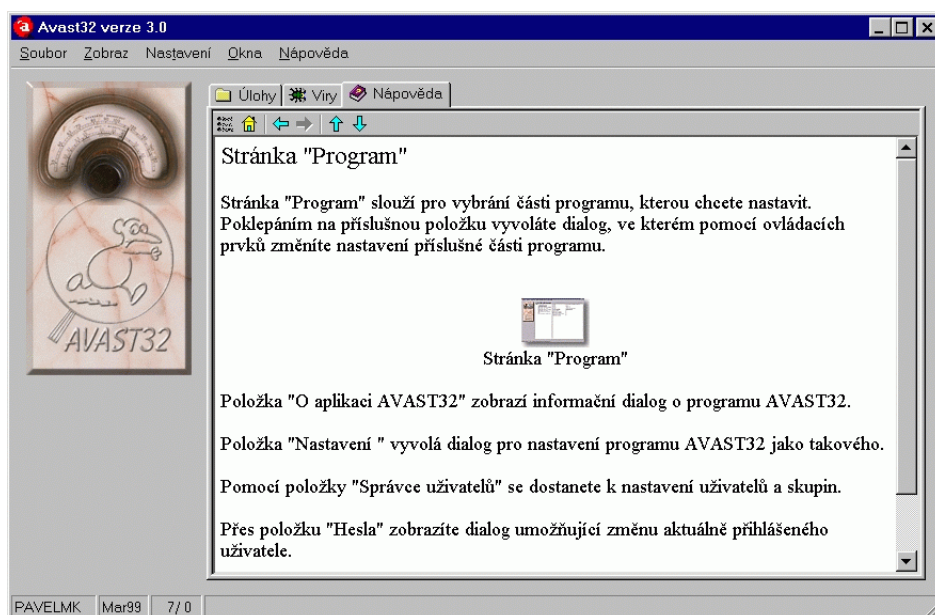 Avast32 verze 3.0
Soubor Zobraz Nastavení Okna Nápověda
Úlohy Viry Nápověda
AVAST32
Stránka "Program"
Stránka "Program" slouží pro vybrání části programu, kterou chcete nastavit.
Poklepáním na příslušnou položku vyvoláte dialog, ve kterém pomocí ovládacích
prvků změníte nastavení příslušné části programu.
Stránka "Program"
Položka "O aplikaci AVAST32" zobrazí informační dialog o programu AVAST32.
Položka "Nastavení " vyvolá dialog pro nastavení programu AVAST32 jako takového.
Pomocí položky "Správce uživatelů" se dostanete k nastavení uživatelů a skupin.
Přes položku "Hesla" zobrazíte dialog umožňující změnu aktuálně přihlášeného
uživatele.
PAVELMK Mar99 7/ 0